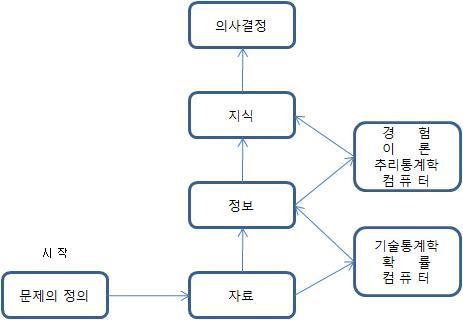 의사결정
지식
경 험
이 론
추리통계학
컴 퓨 터
정보
기술통계학
확 률
컴 퓨 터
시 작
문제의 정의
자료